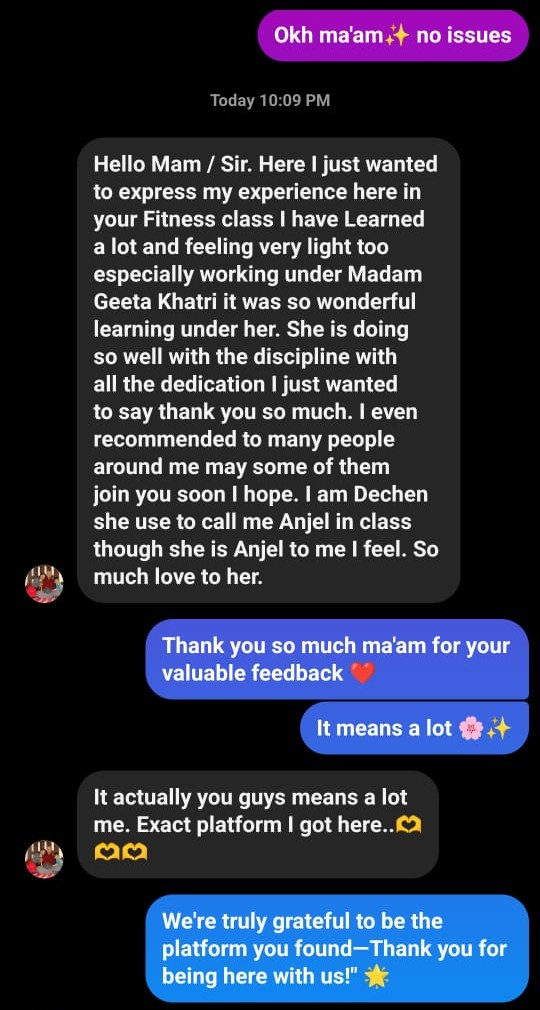 Okh ma'am✨ no issues
Today 10:09 PM
Hello Mam / Sir. Here I just wanted
to express my experience here in
your Fitness class I have Learned
a lot and feeling very light too
especially working under Madam
Geeta Khatri it was so wonderful
learning under her. She is doing
so well with the discipline with
all the dedication I just wanted
to say thank you so much. I even
recommended to many people
around me may some of them
join you soon I hope. I am Dechen
she use to call me Anjel in class
though she is Anjel to me I feel. So
much love to her.
Thank you so much ma'am for your
valuable feedback ❤️
It means a lot 🌸✨
It actually you guys means a lot
me. Exact platform I got here..🫶
🫶🫶
We're truly grateful to be the
platform you found—Thank you for
being here with us!" 🌟